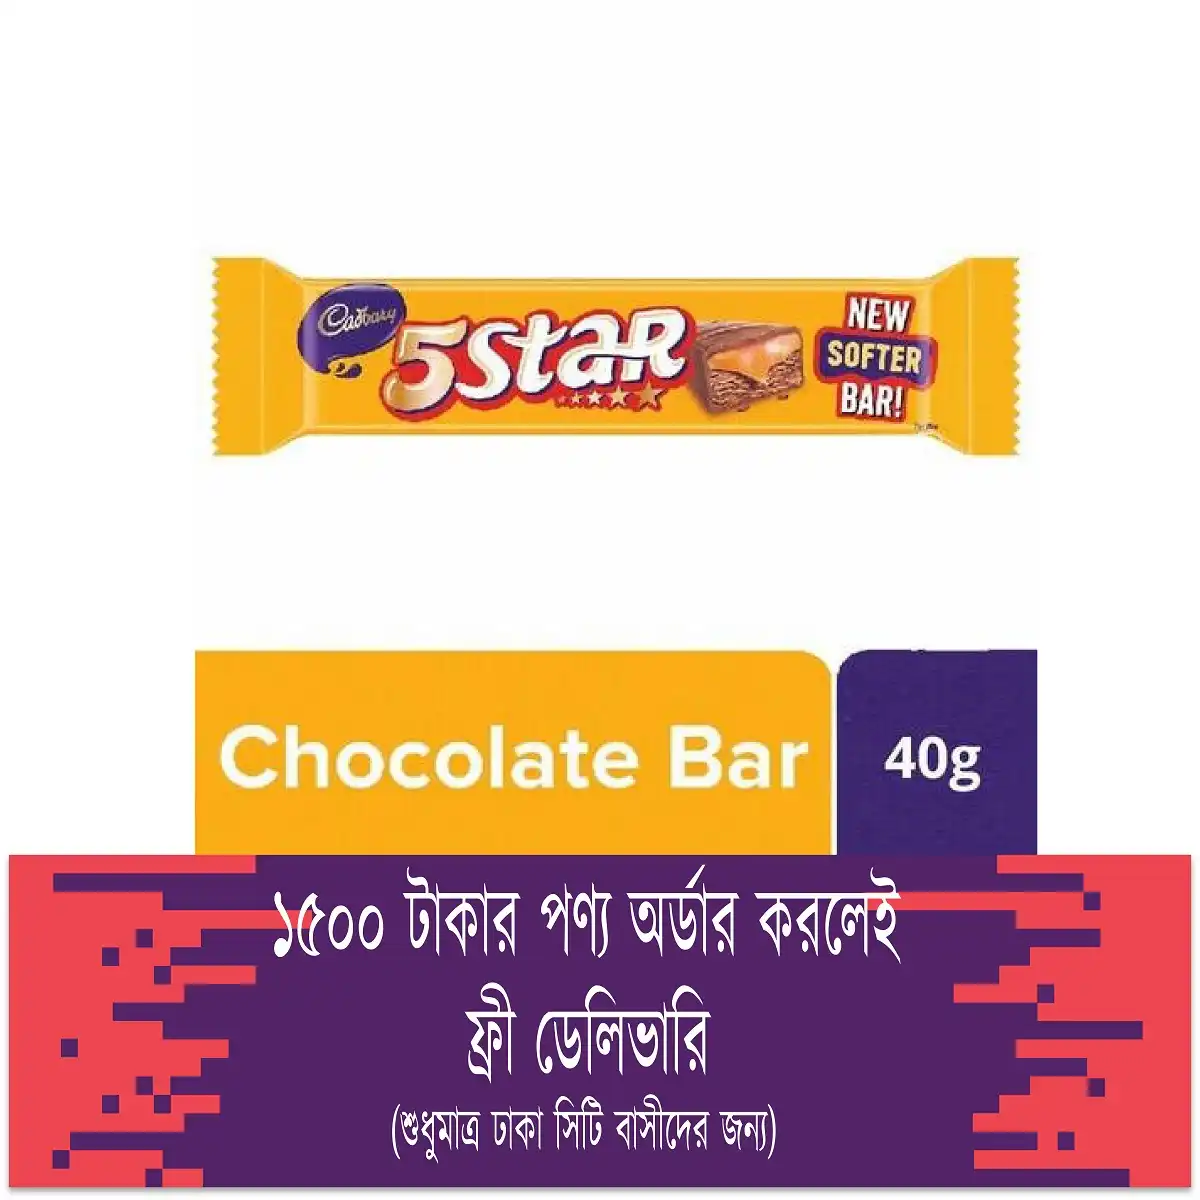 Cadbury
5Star
NEW
SOFTER
BAR!
Chocolate Bar
40g
১৫০০ টাকার পণ্য অর্ডার করলেই
ফ্রী ডেলিভারি
(শুধুমাত্র ঢাকা সিটি বাসীদের জন্য)